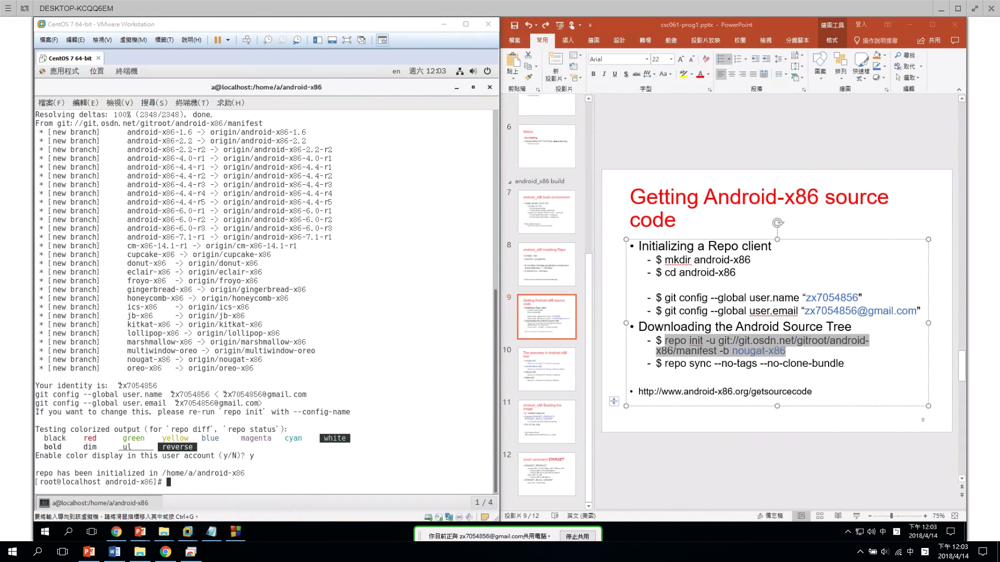 DESKTOP-KCQQ6EM
CentOS 7 64-bit - VMware Workstation
檔案(F) 編輯(E) 檢視(V) 虛擬機(M) 標籤(T) 說明(H)
CentOS 7 64-bit
應用程式 位置 終端機 en 週六 12:03
a@localhost:/home/a/android-x86
檔案(F) 編輯(E) 檢視(V) 搜尋(S) 終端機(T) 求助(H)
Resolving deltas: 100% (2348/2348), done.
From git://git.osdn.net/gitroot/android-x86/manifest
* [new branch] android-x86-1.6 -> origin/android-x86-1.6
* [new branch] android-x86-2.2 -> origin/android-x86-2.2
* [new branch] android-x86-2.2-r2 -> origin/android-x86-2.2-r2
* [new branch] android-x86-4.0-r1 -> origin/android-x86-4.0-r1
* [new branch] android-x86-4.4-r1 -> origin/android-x86-4.4-r1
* [new branch] android-x86-4.4-r2 -> origin/android-x86-4.4-r2
* [new branch] android-x86-4.4-r3 -> origin/android-x86-4.4-r3
* [new branch] android-x86-4.4-r4 -> origin/android-x86-4.4-r4
* [new branch] android-x86-4.4-r5 -> origin/android-x86-4.4-r5
* [new branch] android-x86-6.0-r1 -> origin/android-x86-6.0-r1
* [new branch] android-x86-6.0-r2 -> origin/android-x86-6.0-r2
* [new branch] android-x86-6.0-r3 -> origin/android-x86-6.0-r3
* [new branch] android-x86-7.1-r1 -> origin/android-x86-7.1-r1
* [new branch] cm-x86-14.1-r1 -> origin/cm-x86-14.1-r1
* [new branch] cupcake-x86 -> origin/cupcake-x86
* [new branch] donut-x86 -> origin/donut-x86
* [new branch] eclair-x86 -> origin/eclair-x86
* [new branch] froyo-x86 -> origin/froyo-x86
* [new branch] gingerbread-x86 -> origin/gingerbread-x86
* [new branch] honeycomb-x86 -> origin/honeycomb-x86
* [new branch] ics-x86 -> origin/ics-x86
* [new branch] jb-x86 -> origin/jb-x86
* [new branch] kitkat-x86 -> origin/kitkat-x86
* [new branch] lollipop-x86 -> origin/lollipop-x86
* [new branch] marshmallow-x86 -> origin/marshmallow-x86
* [new branch] multiwindow-oreo -> origin/multiwindow-oreo
* [new branch] nougat-x86 -> origin/nougat-x86
* [new branch] oreo-x86 -> origin/oreo-x86
Your identity is: “zx7054856
git config --global user.name “zx7054856 < “zx7054856@gmail.com
git config --global user.email “zx7054856@gmail.com>
If you want to change this, please re-run 'repo init' with --config-name
Testing colorized output (for 'repo diff', 'repo status'):
black red green yellow blue magenta cyan white
bold dim ul reverse
Enable color display in this user account (y/N)? y
repo has been initialized in /home/a/android-x86
[root@localhost android-x86]#
a@localhost:/home/a/android-x86 1 / 4
要將輸入導向到該虛擬機，請將滑鼠指標移入其中或按 Ctrl+G。
csc061-prog1.pptx - PowerPoint 繪圖工具 登入
檔案 常用 插入 繪圖 設計 轉場 動畫 投影片放映 校閱 檢視 分鏡腳本 格式 操作說明搜尋 共用
貼上 新投影片 Arial 22 圖案 排列 快速樣式 尋找 取代 選取
剪貼簿 投影片 字型 段落 繪圖 編輯
6
Notice
android_x86 build
7
android_x86 build environment
8
android_x86 installing Repo
9
Getting Android-x86 source code
10
The branches in Android-x86 tree
11
Android_x86 Building the image
12
lunch command $TARGET
Getting Android-x86 source
code
• Initializing a Repo client
- $ mkdir android-x86
- $ cd android-x86
- $ git config --global user.name “zx7054856"
- $ git config --global user.email “zx7054856@gmail.com”
• Downloading the Android Source Tree
- $ repo init -u git://git.osdn.net/gitroot/android-
x86/manifest -b nougat-x86
- $ repo sync --no-tags --no-clone-bundle
• http://www.android-x86.org/getsourcecode
9
投影片 9 / 12 英文 (美國) 備忘稿 75%
你目前正與 zx7054856@gmail.com共用電腦。 停止共用
中 下午 12:03
2018/4/14
中 下午 12:03
2018/4/14